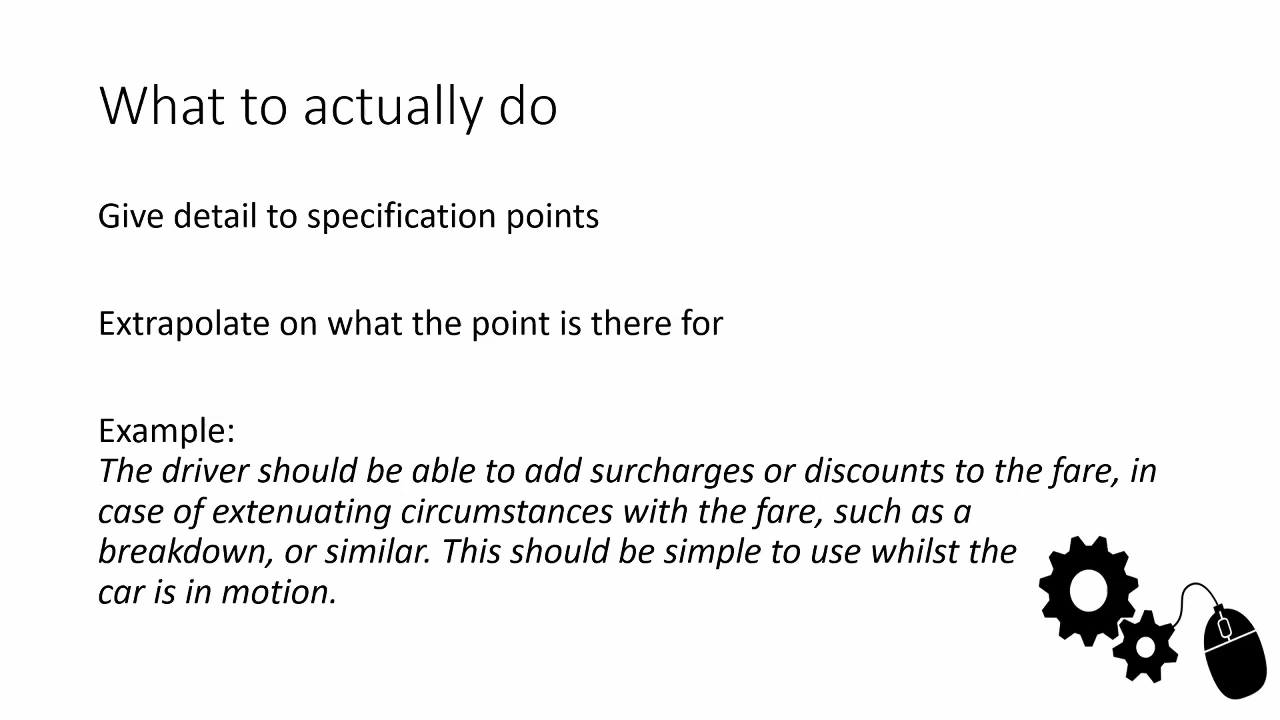 What to actually do
Give detail to specification points
Extrapolate on what the point is there for
Example:
The driver should be able to add surcharges or discounts to the fare, in
case of extenuating circumstances with the fare, such as a
breakdown, or similar. This should be simple to use whilst the
car is in motion.